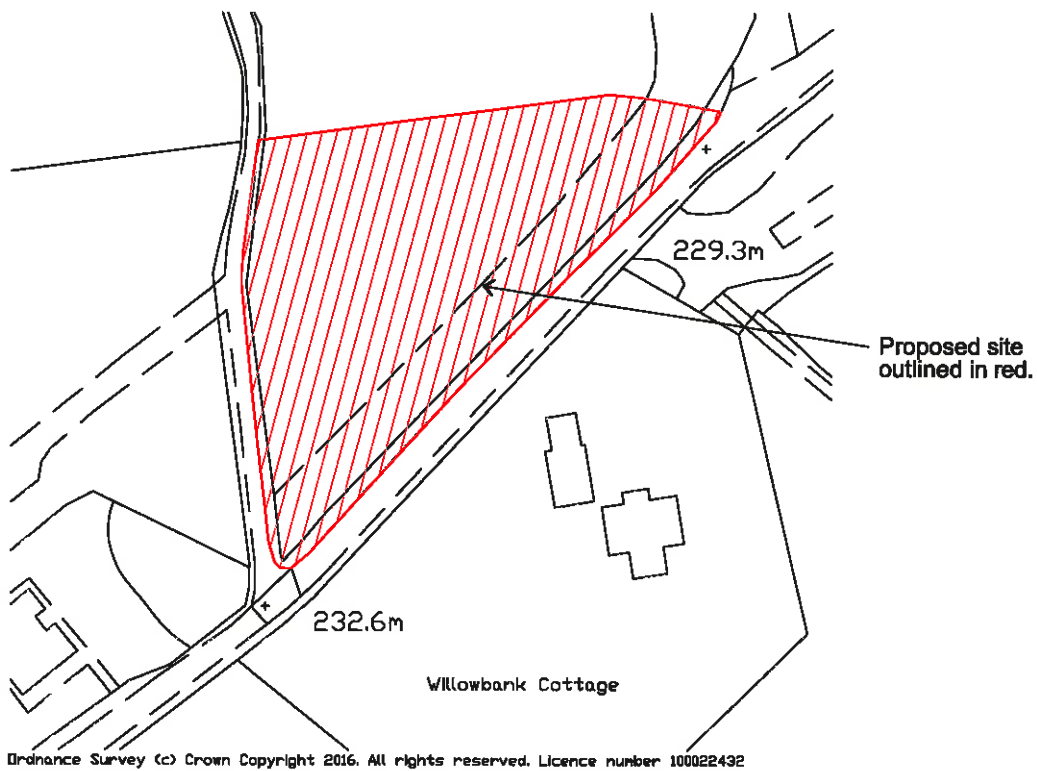 229.3m
Proposed site
outlined in red.
232.6m
Willowbank Cottage
Ordnance Survey (c) Crown Copyright 2016. All rights reserved. Licence number 100022432